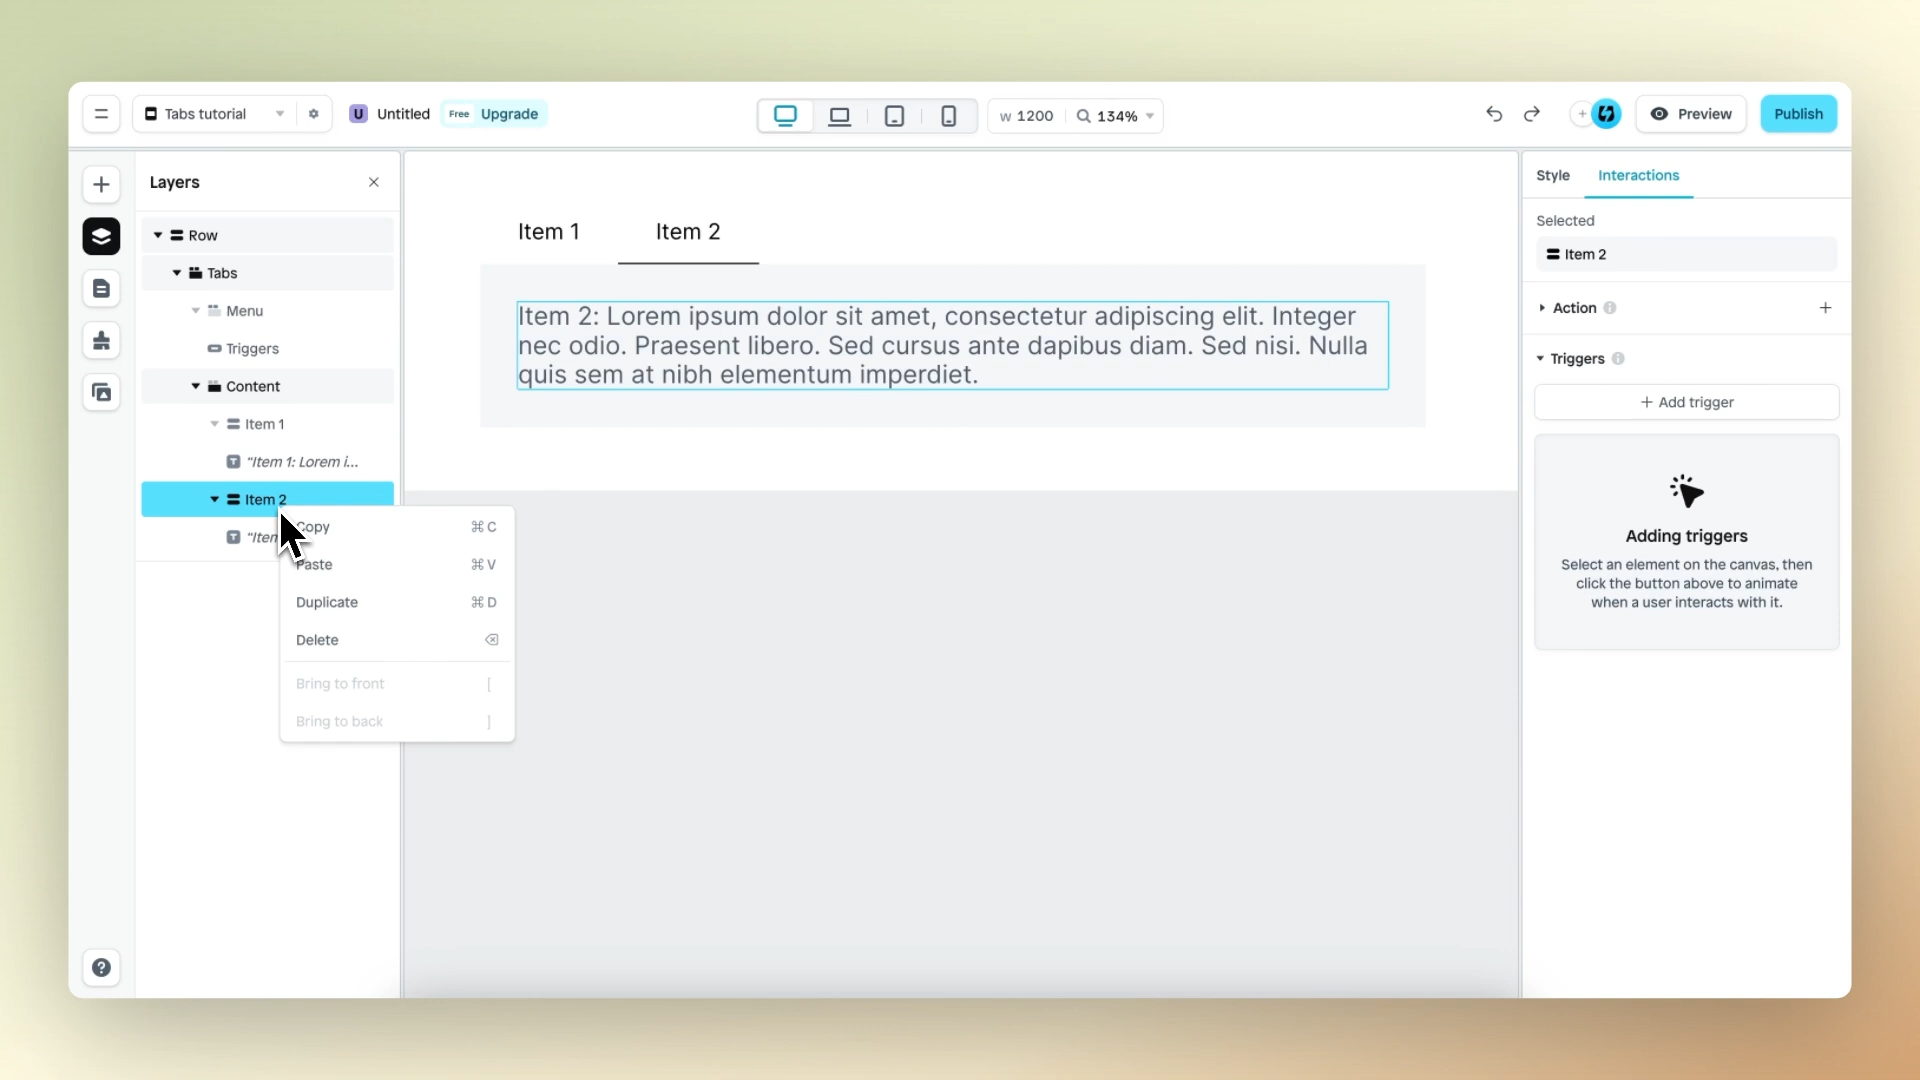 Tabs tutorial
U Untitled Free Upgrade
W 1200 134%
Preview
Publish
Layers
Row
Tabs
Menu
Triggers
Content
Item 1
"Item 1: Lorem i...
Item 2
"Item
Copy ⌘ C
Paste ⌘ V
Duplicate ⌘ D
Delete
Bring to front [
Bring to back ]
Item 1 Item 2
Item 2: Lorem ipsum dolor sit amet, consectetur adipiscing elit. Integer
nec odio. Praesent libero. Sed cursus ante dapibus diam. Sed nisi. Nulla
quis sem at nibh elementum imperdiet.
Style Interactions
Selected
Item 2
Action
Triggers
+ Add trigger
Adding triggers
Select an element on the canvas, then
click the button above to animate
when a user interacts with it.